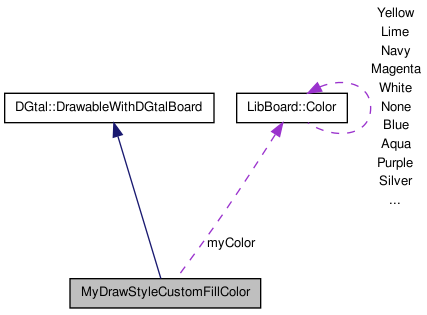 Yellow
Lime
Navy
Magenta
White
None
Blue
Aqua
Purple
Silver
...
DGtal::DrawableWithDGtalBoard
LibBoard::Color
myColor
MyDrawStyleCustomFillColor